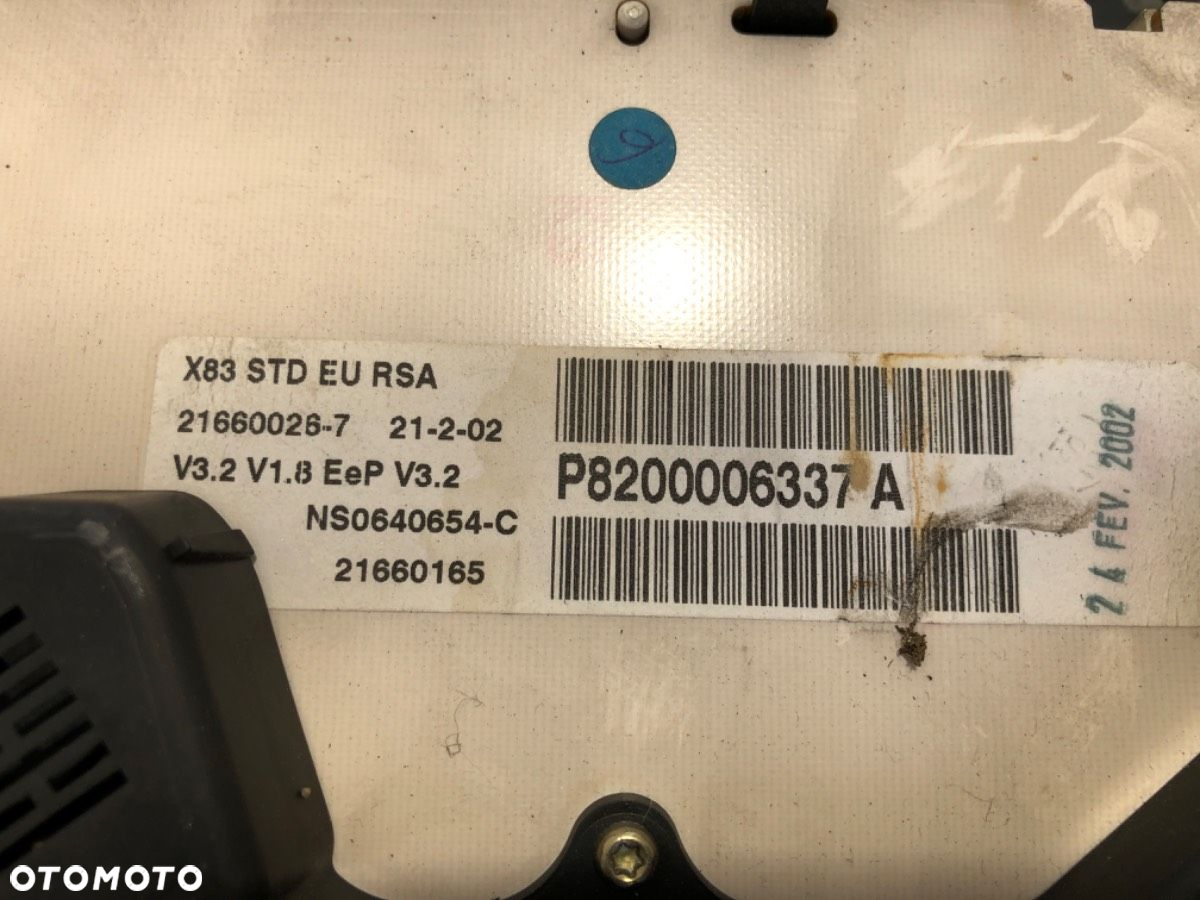 X83 STD EU RSA
21660026-7 21-2-02
V3.2 V1.8 EeP V3.2
NS0640654-C
21660165
P8200006337 A
24 FEV. 2002
OTOMOTO